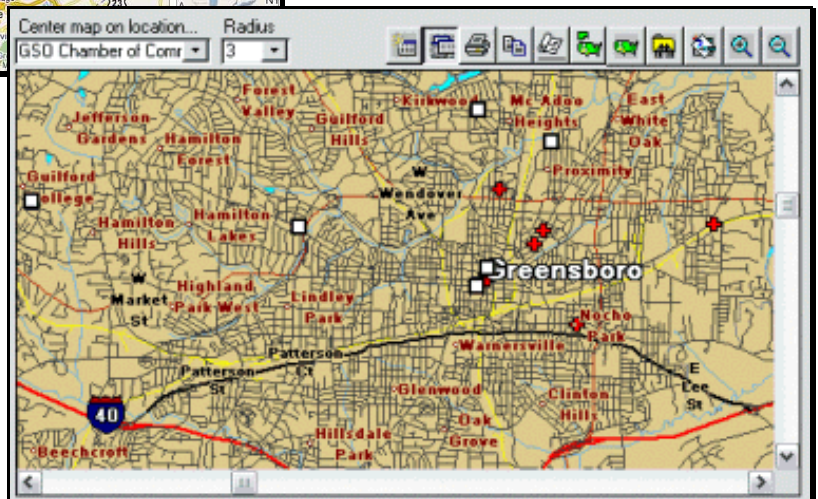 Center map on location...
Radius
GSO Chamber of Comr
3
Forest
Valley
Kirkwood
Mc Adoo
Heights
East
White
Oak
Jefferson
Gardens
Hamilton
Forest
Guilford
Hills
Proximity
Guilford
College
W
Wendover
Ave
Hamilton
Hills
Hamilton
Lakes
Greensboro
W
Market
St
Highland
Park West
Lindley
Park
Nocho
Park
Warnersville
Patterson
Ct
Patterson
St
E
Lee
St
Glenwood
Clinton
Hills
40
Oak
Grove
Hillsdale
Park
Beechcroft